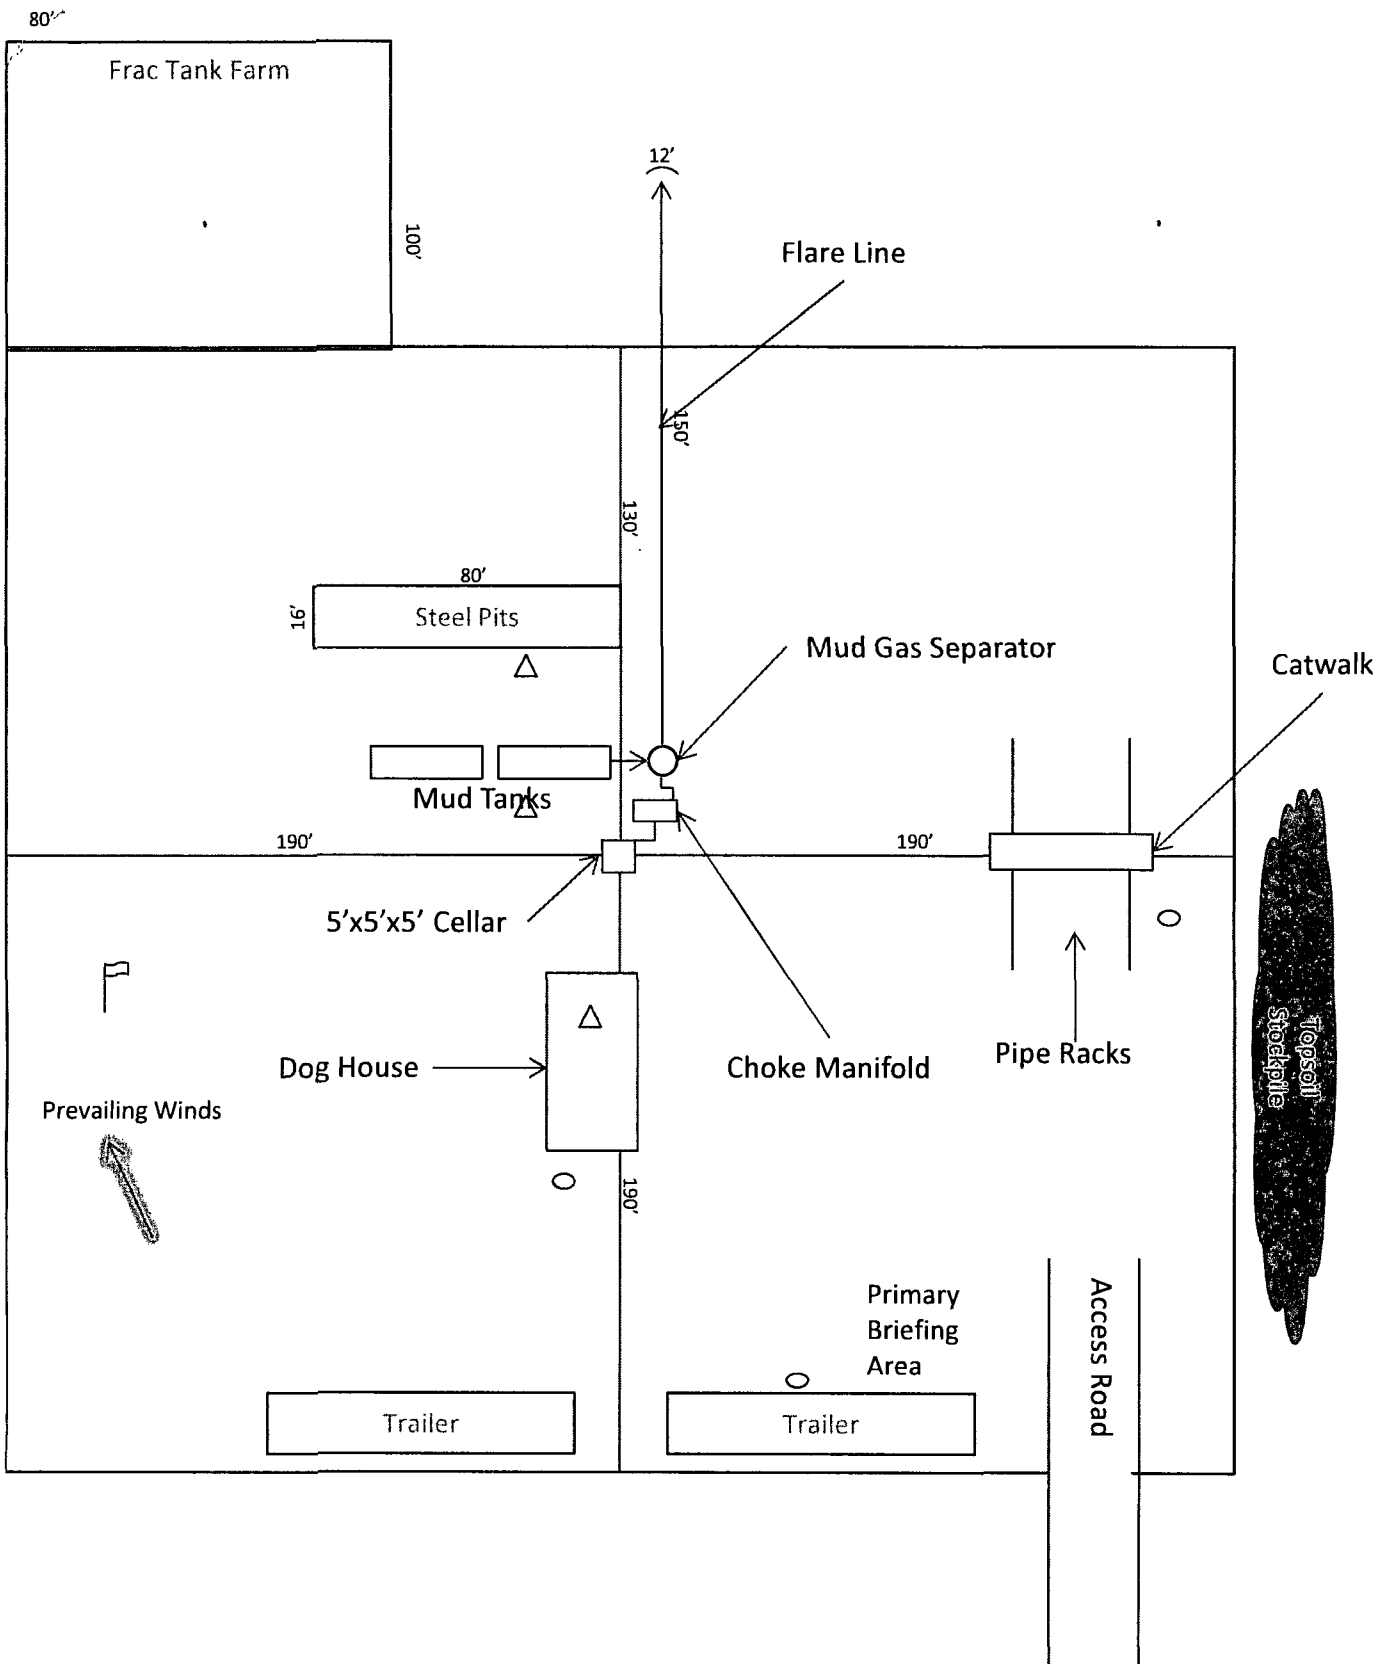 80'
Frac Tank Farm
100'
12'
Flare Line
150'
130'
80'
16'
Steel Pits
Mud Gas Separator
Catwalk
Mud Tanks
190'
190'
5'x5'x5' Cellar
Dog House
Choke Manifold
Pipe Racks
Topsoil
Stockpile
Prevailing Winds
190'
Primary
Briefing
Area
Access Road
Trailer
Trailer